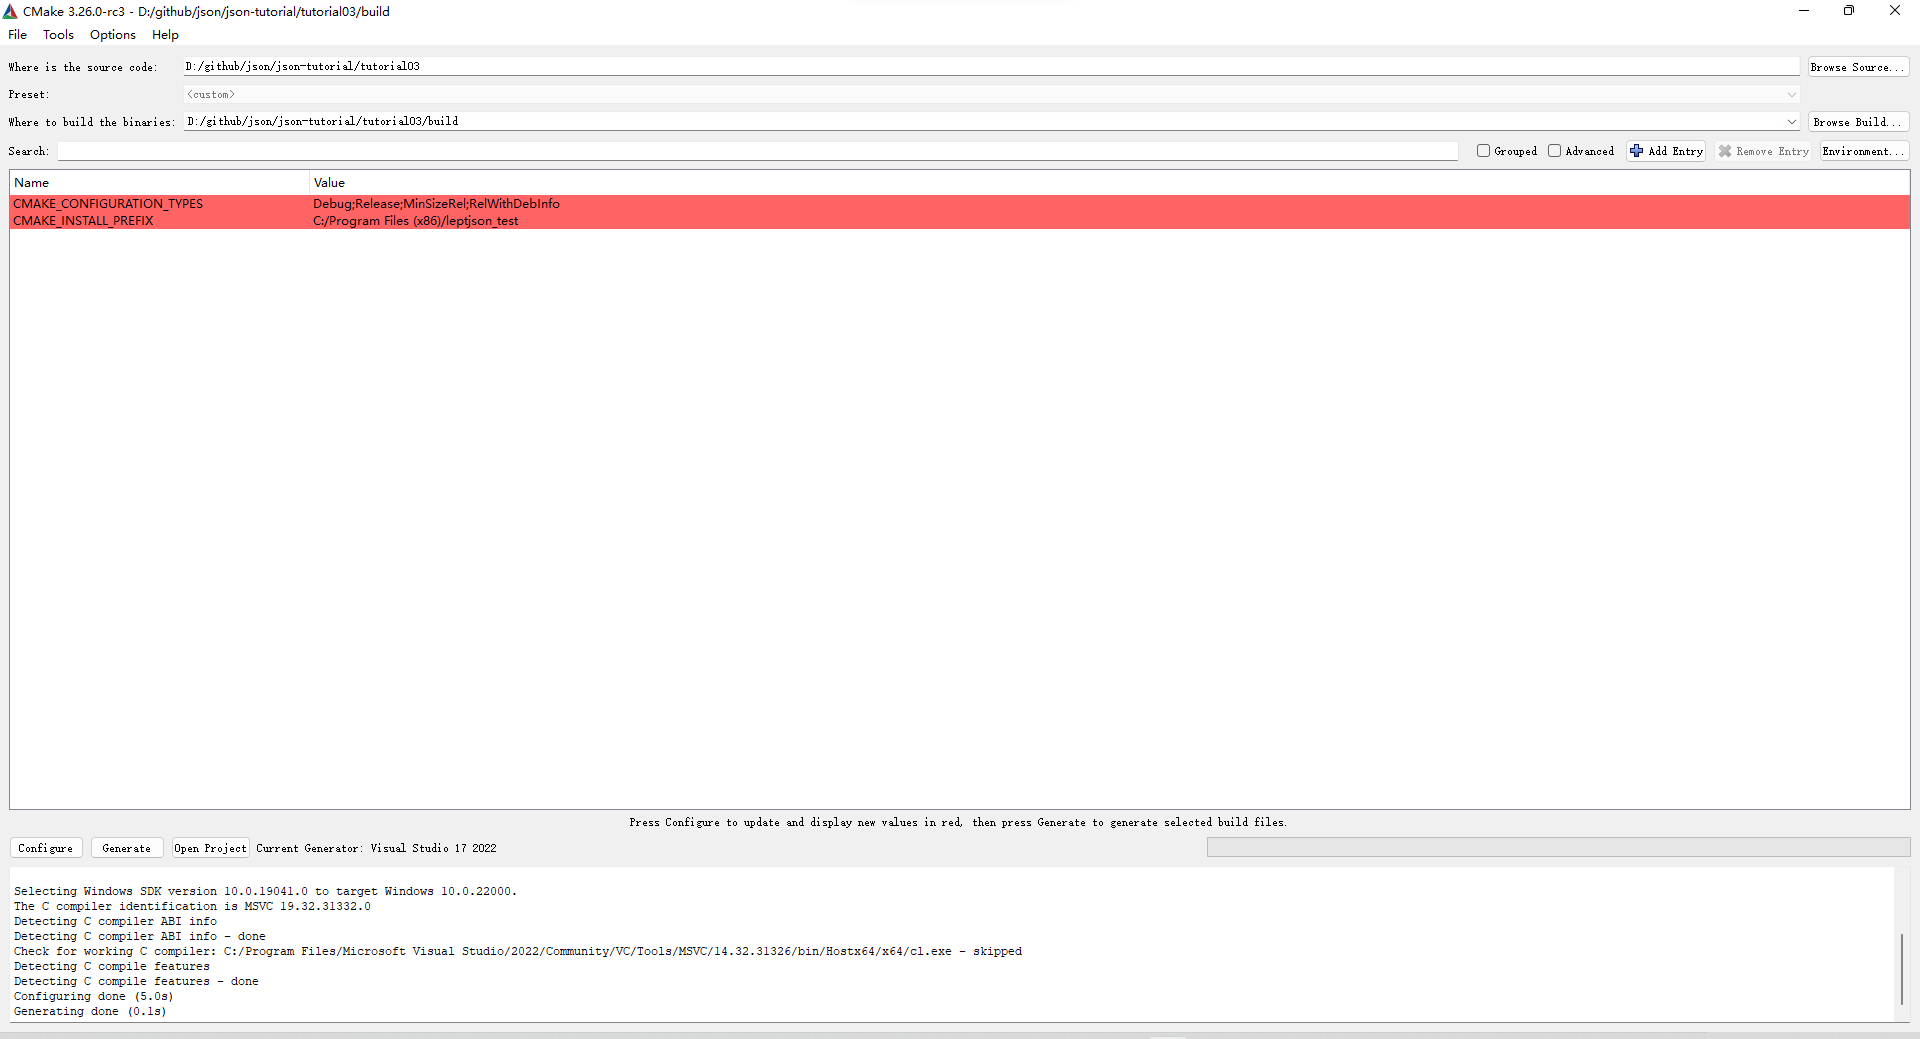 CMake 3.26.0-rc3 - D:/github/json/json-tutorial/tutorial03/build
File Tools Options Help
Where is the source code: D:/github/json/json-tutorial/tutorial03 Browse Source...
Preset: <custom>
Where to build the binaries: D:/github/json/json-tutorial/tutorial03/build Browse Build...
Search: Grouped Advanced Add Entry Remove Entry Environment...
Name Value
CMAKE_CONFIGURATION_TYPES Debug;Release;MinSizeRel;RelWithDebInfo
CMAKE_INSTALL_PREFIX C:/Program Files (x86)/leptjson_test
Press Configure to update and display new values in red, then press Generate to generate selected build files.
Configure Generate Open Project Current Generator: Visual Studio 17 2022
Selecting Windows SDK version 10.0.19041.0 to target Windows 10.0.22000.
The C compiler identification is MSVC 19.32.31332.0
Detecting C compiler ABI info
Detecting C compiler ABI info - done
Check for working C compiler: C:/Program Files/Microsoft Visual Studio/2022/Community/VC/Tools/MSVC/14.32.31326/bin/Hostx64/x64/cl.exe - skipped
Detecting C compile features
Detecting C compile features - done
Configuring done (5.0s)
Generating done (0.1s)